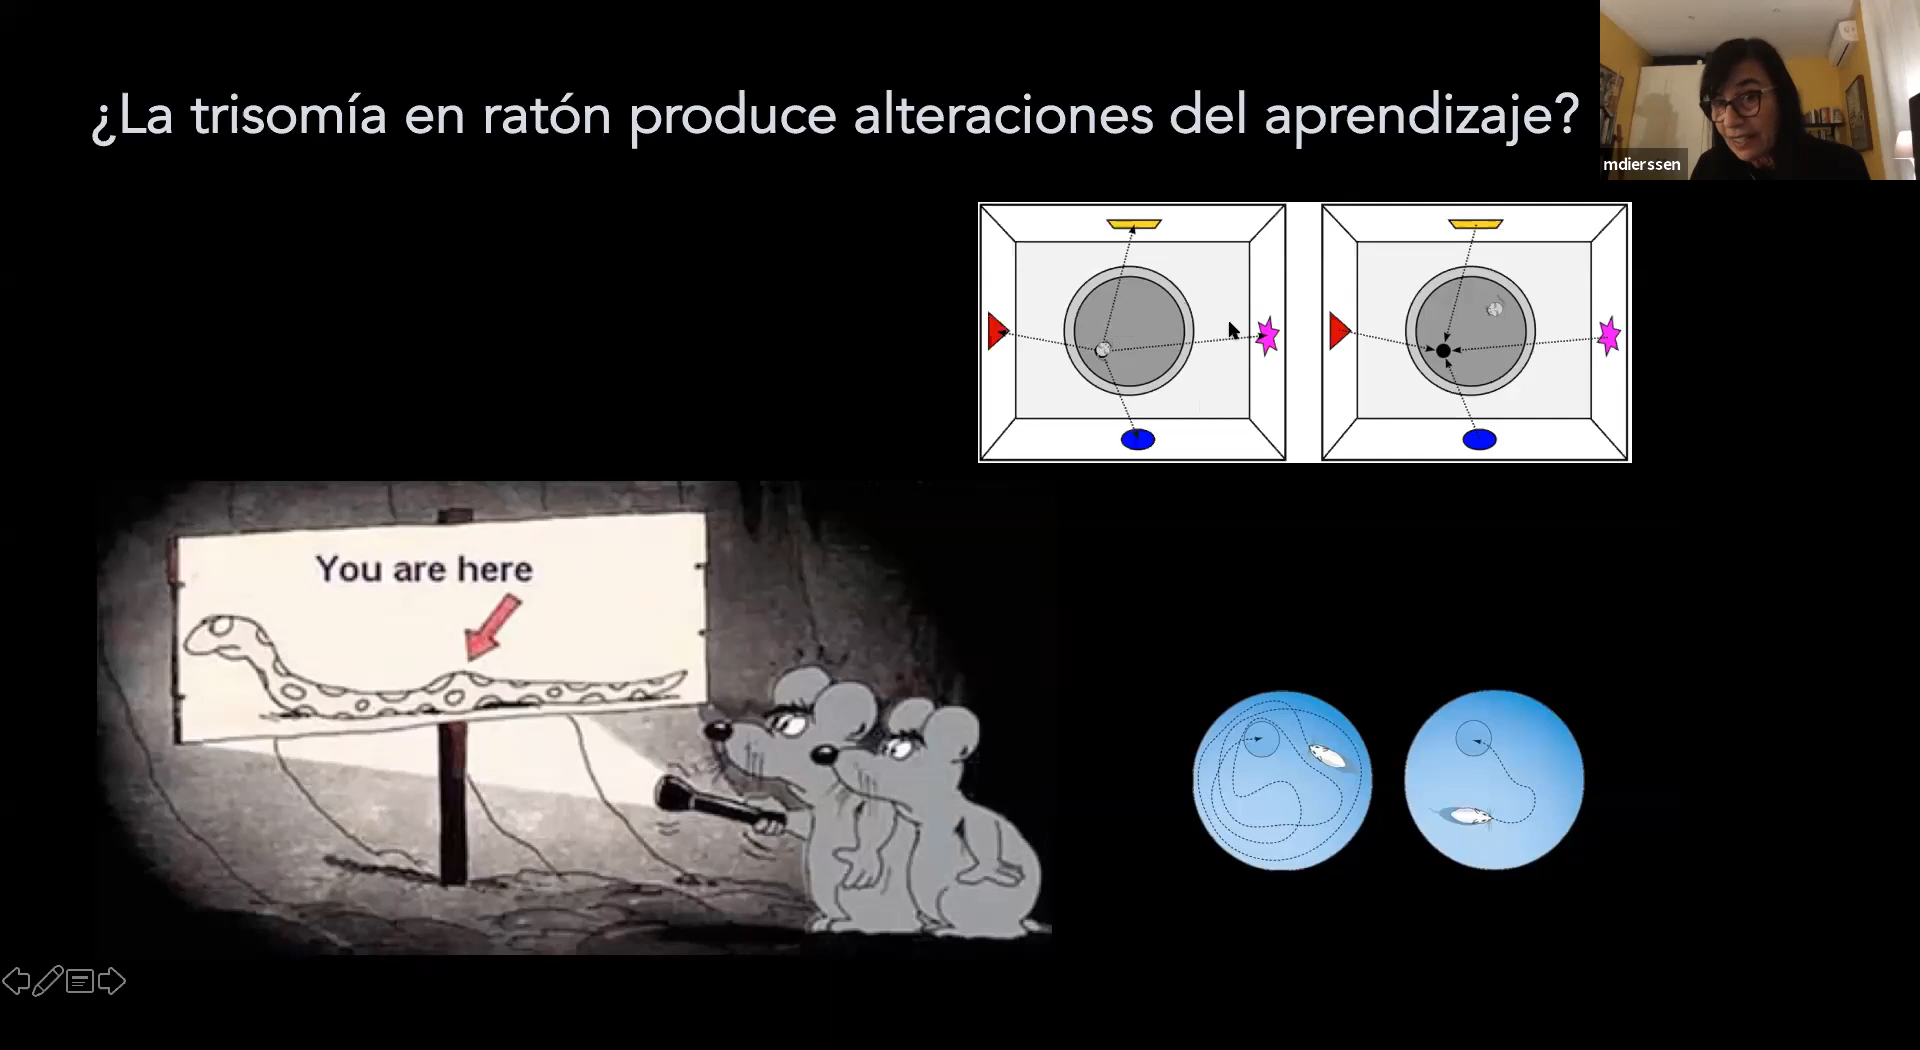 ¿La trisomía en ratón produce alteraciones del aprendizaje?
mdierssen
You are here